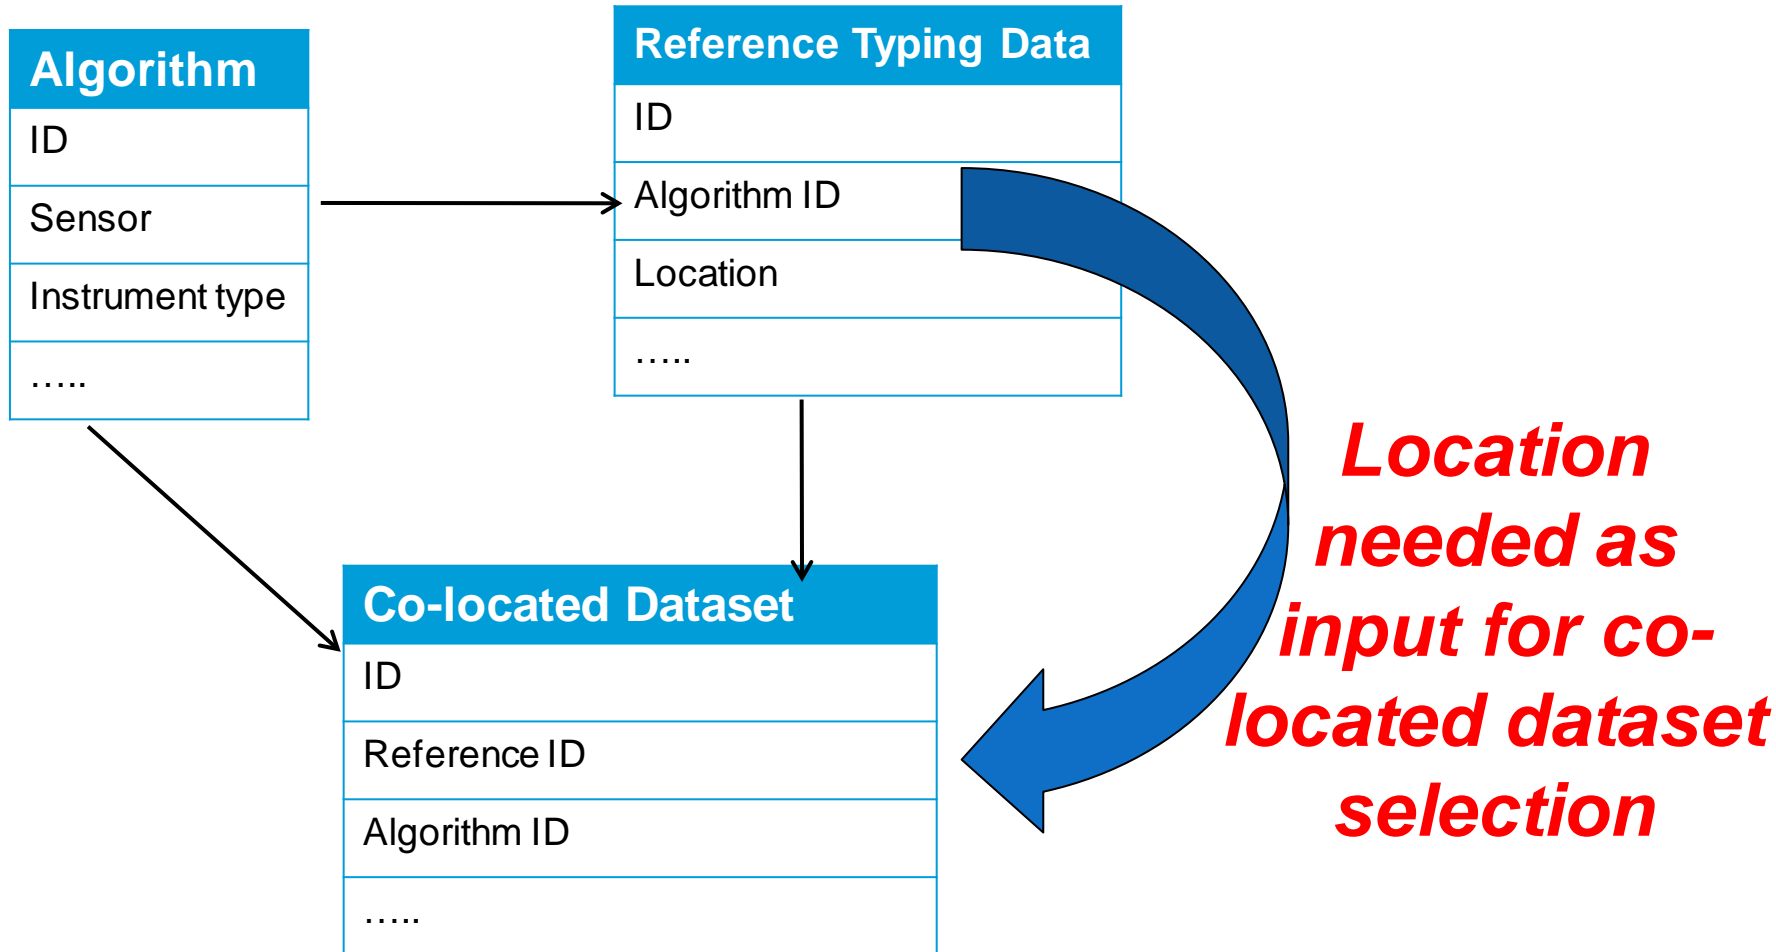 Algorithm
ID
Sensor
Instrument type
.....
Reference Typing Data
ID
Algorithm ID
Location
.....
Co-located Dataset
ID
Reference ID
Algorithm ID
.....
Location
needed as
input for co-
located dataset
selection